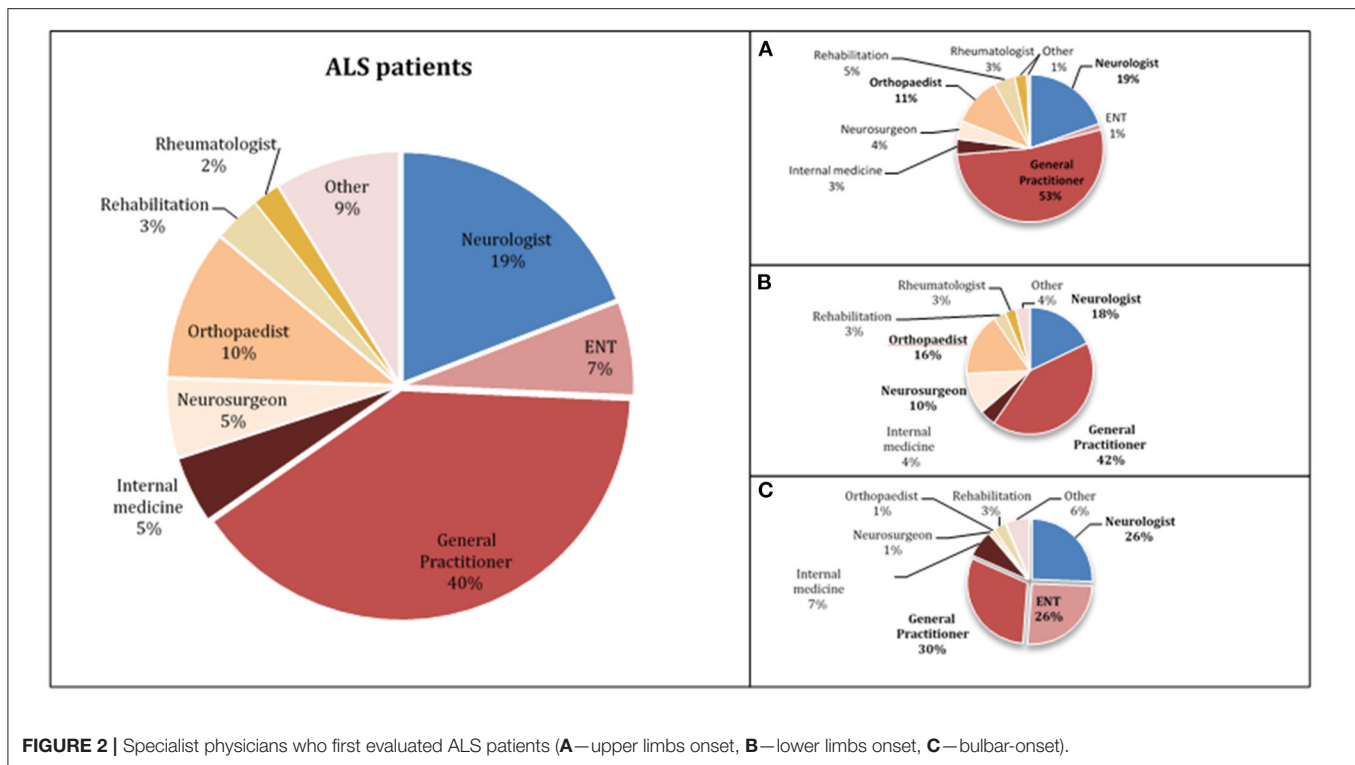 ALS patients
Rheumatologist
2%
Other
9%
Rehabilitation
3%
Neurologist
19%
Orthopaedist
10%
ENT
7%
Neurosurgeon
5%
Internal
medicine
5%
General
Practitioner
40%
A
Rheumatologist
3%
Other
1%
Rehabilitation
5%
Neurologist
19%
Orthopaedist
11%
ENT
1%
Neurosurgeon
4%
Internal medicine
3%
General
Practitioner
53%
B
Rheumatologist
3%
Other
4%
Neurologist
18%
Rehabilitation
3%
Orthopaedist
16%
Neurosurgeon
10%
Internal
medicine
4%
General
Practitioner
42%
C
Orthopaedist
1%
Rehabilitation
3%
Other
6%
Neurologist
26%
Neurosurgeon
1%
Internal
medicine
7%
ENT
26%
General
Practitioner
30%
FIGURE 2 | Specialist physicians who first evaluated ALS patients (A—upper limbs onset, B—lower limbs onset, C—bulbar-onset).